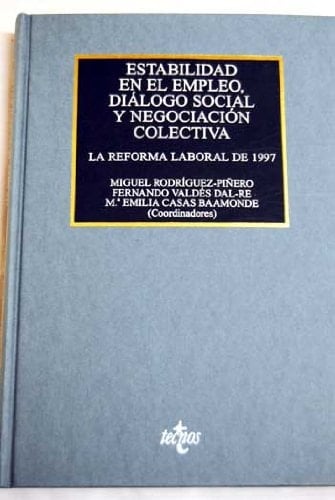 ESTABILIDAD
EN EL EMPLEO,
DIÁLOGO SOCIAL
Y NEGOCIACIÓN
COLECTIVA
LA REFORMA LABORAL DE 1997
MIGUEL RODRÍGUEZ-PIÑERO
FERNANDO VALDÉS DAL-RE
M.ª EMILIA CASAS BAAMONDE
(Coordinadores)
tecnos